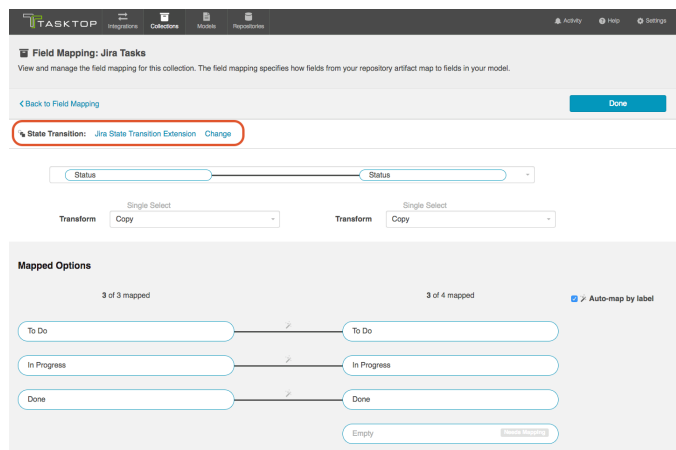 TASKTOP
Integrations
Collections
Models
Repositories
Activity
Help
Settings
Field Mapping: Jira Tasks
View and manage the field mapping for this collection. The field mapping specifies how fields from your repository artifact map to fields in your model.
Back to Field Mapping
Done
State Transition: Jira State Transition Extension Change
Status
Status
Single Select
Single Select
Transform Copy
Transform Copy
Mapped Options
3 of 3 mapped
3 of 4 mapped
Auto-map by label
To Do
To Do
In Progress
In Progress
Done
Done
Empty